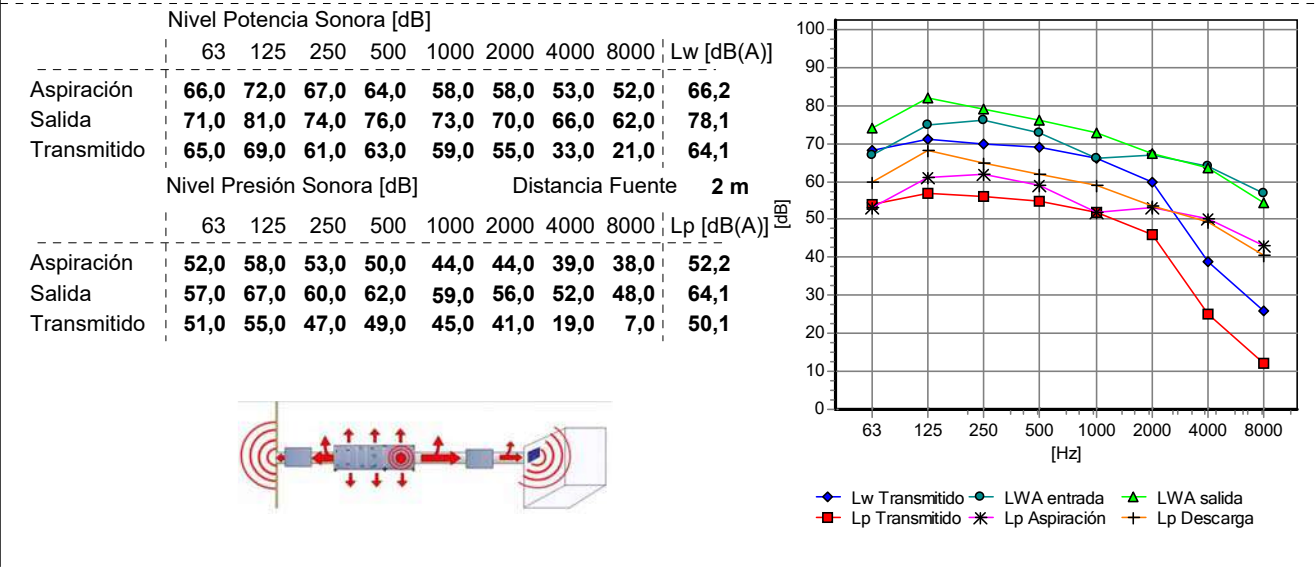 Nivel Potencia Sonora [dB]
63 125 250 500 1000 2000 4000 8000 Lw [dB(A)]
Aspiración 66,0 72,0 67,0 64,0 58,0 58,0 53,0 52,0 66,2
Salida 71,0 81,0 74,0 76,0 73,0 70,0 66,0 62,0 78,1
Transmitido 65,0 69,0 61,0 63,0 59,0 55,0 33,0 21,0 64,1
Nivel Presión Sonora [dB] Distancia Fuente 2 m
63 125 250 500 1000 2000 4000 8000 Lp [dB(A)]
Aspiración 52,0 58,0 53,0 50,0 44,0 44,0 39,0 38,0 52,2
Salida 57,0 67,0 60,0 62,0 59,0 56,0 52,0 48,0 64,1
Transmitido 51,0 55,0 47,0 49,0 45,0 41,0 19,0 7,0 50,1
100
90
80
70
60
50
40
30
20
10
0
[dB]
63 125 250 500 1000 2000 4000 8000
[Hz]
Lw Transmitido LWA entrada LWA salida
Lp Transmitido Lp Aspiración Lp Descarga